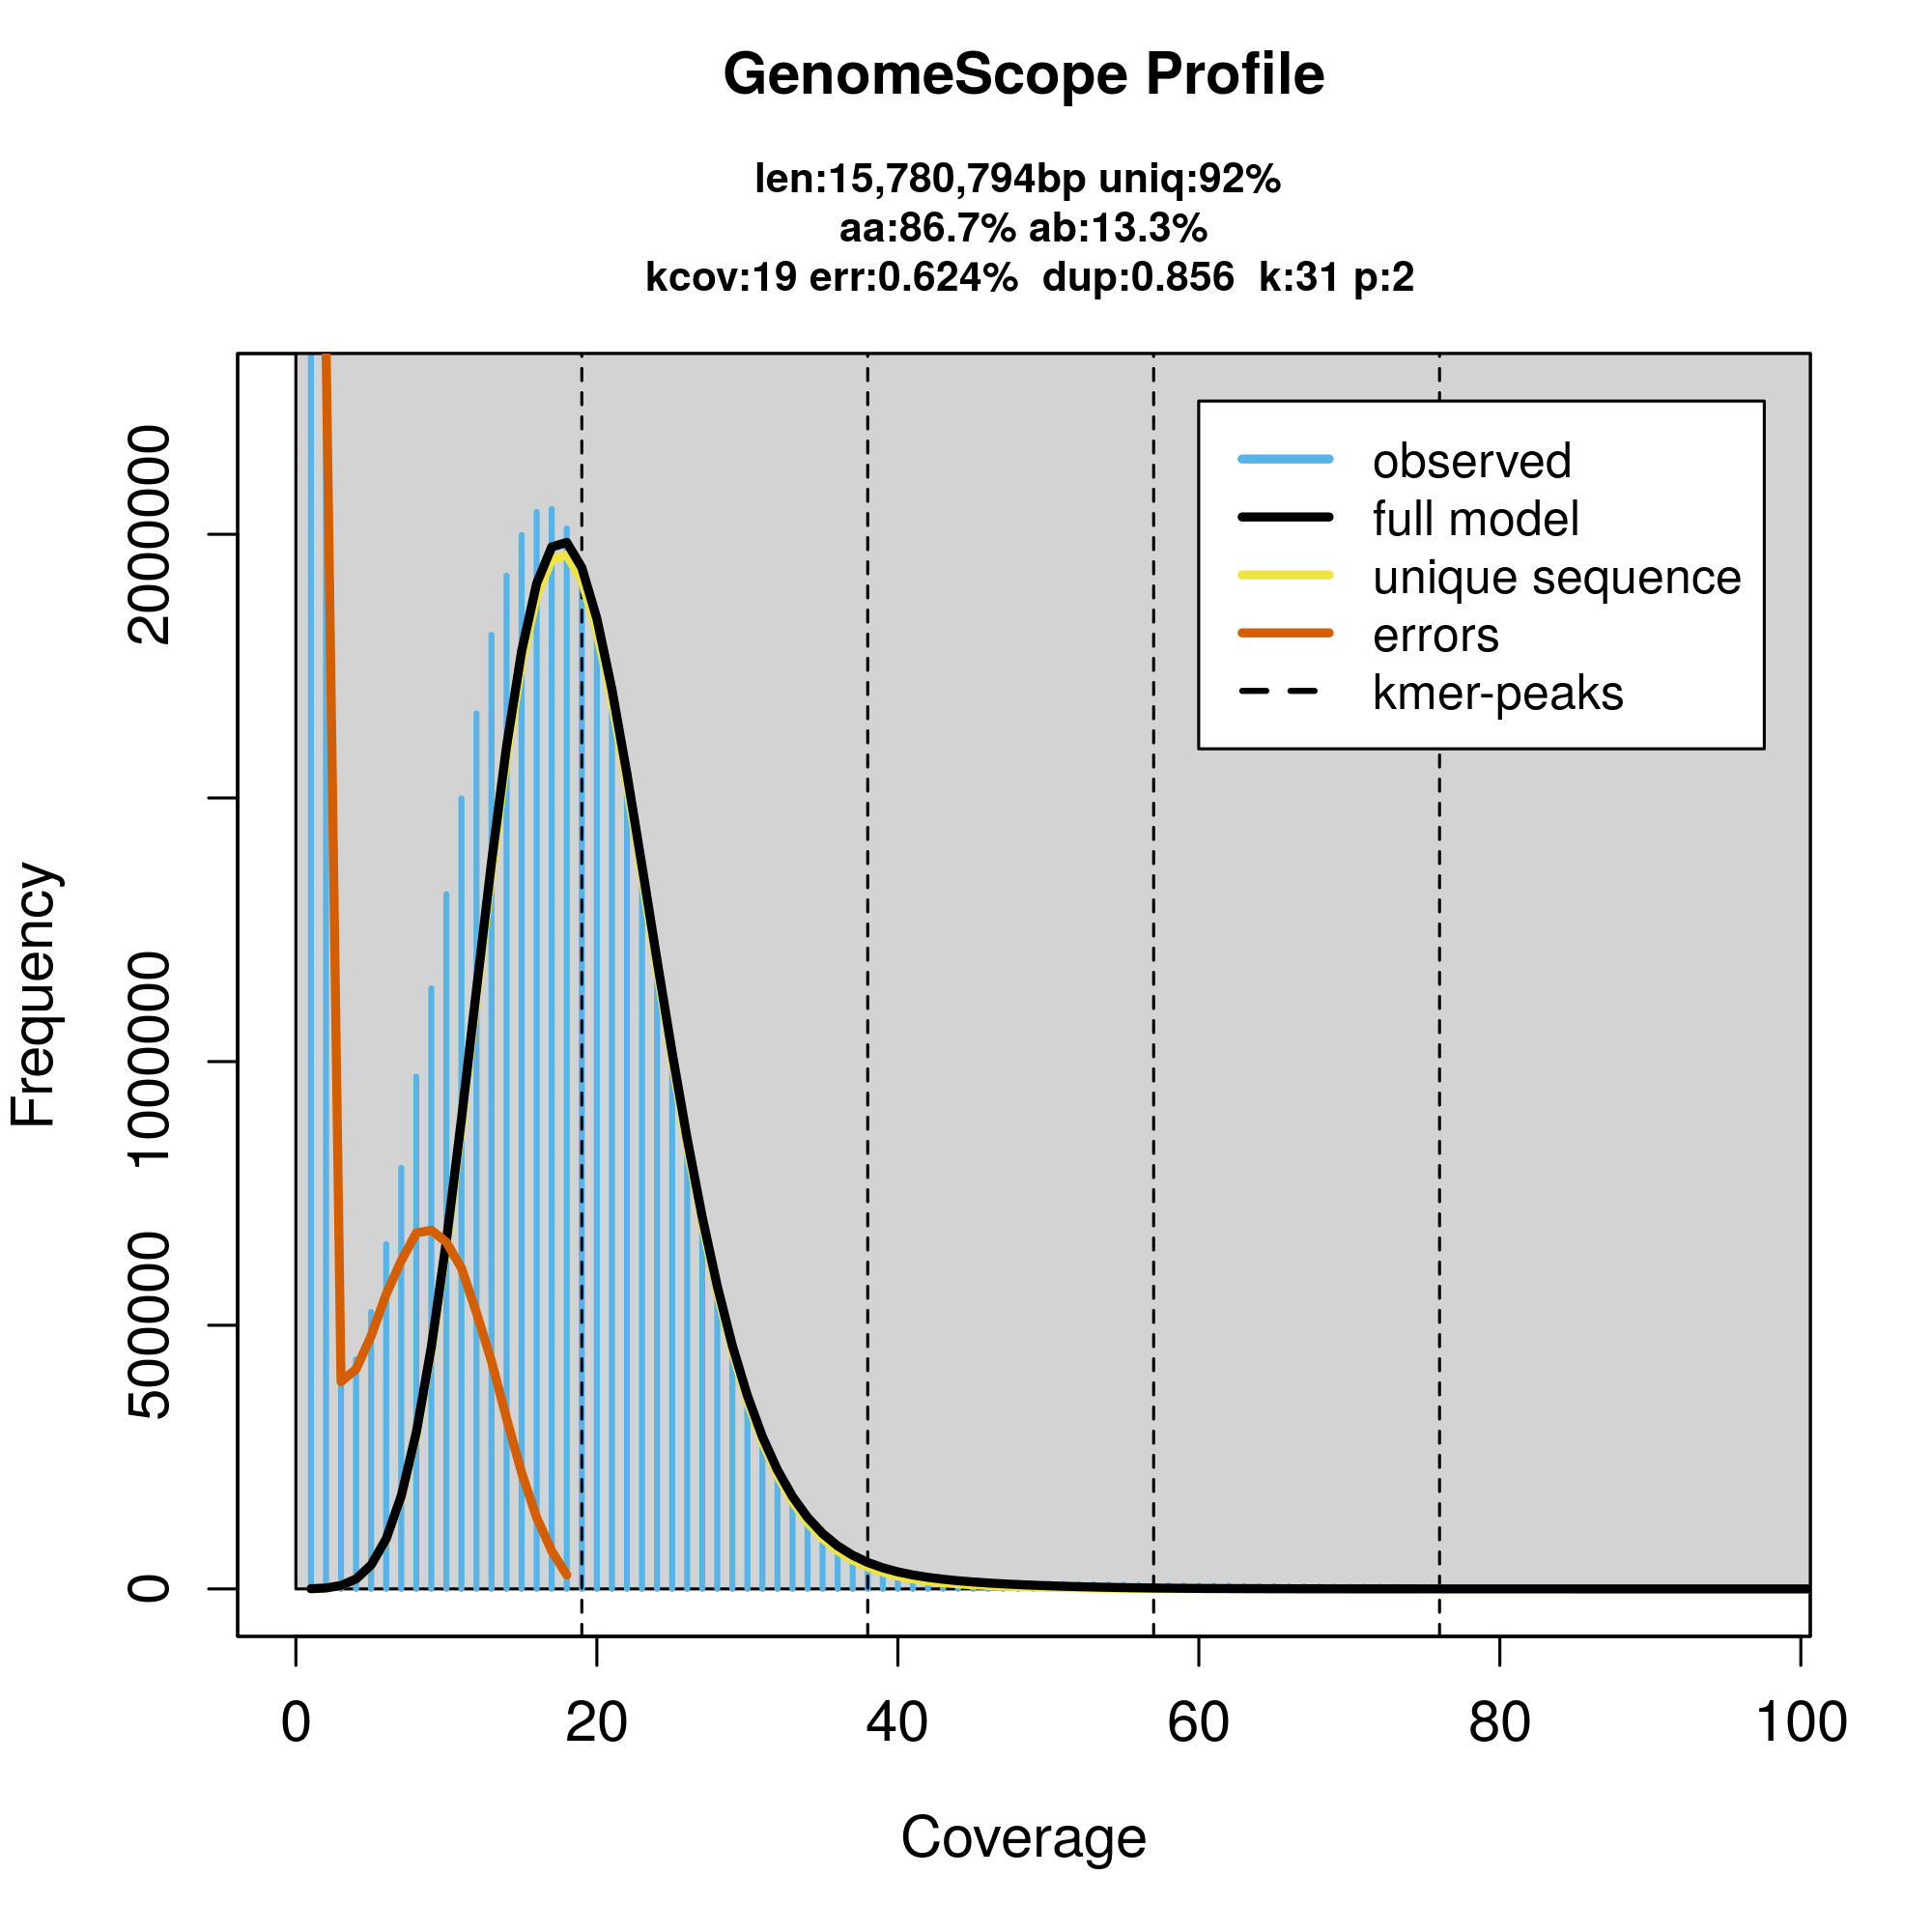 GenomeScope Profile
len:15,780,794bp uniq:92%
aa:86.7% ab:13.3%
kcov:19 err:0.624%  dup:0.856  k:31 p:2
observed
full model
unique sequence
errors
kmer-peaks
Frequency
2000000
1000000
500000
0
0 20 40 60 80 100
Coverage